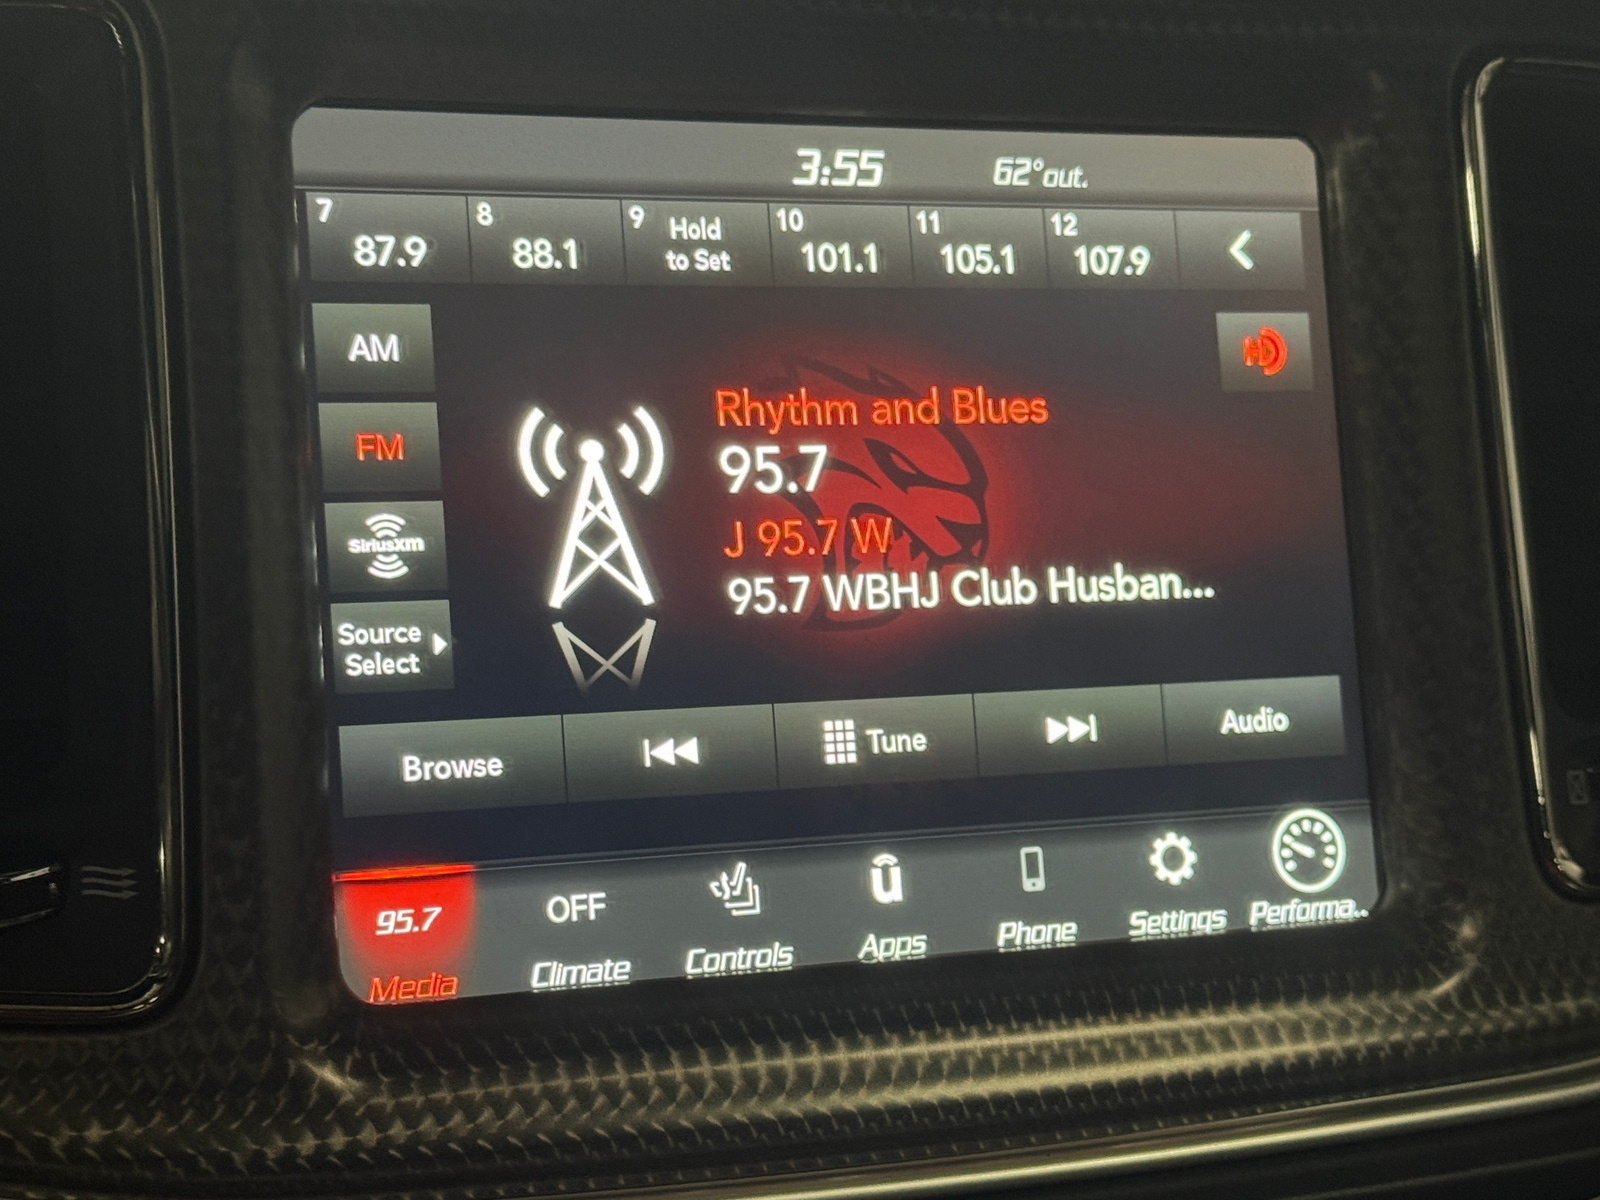 3:55 62°out.
7 8 9 Hold 10 11 12
87.9 88.1 to Set 101.1 105.1 107.9
AM
HD
FM
Rhythm and Blues
95.7
SiriusXM
J 95.7 W
95.7 WBHJ Club Husban...
Source
Select
Browse Tune Audio
95.7 OFF
Media Climate Controls Apps Phone Settings Performa..